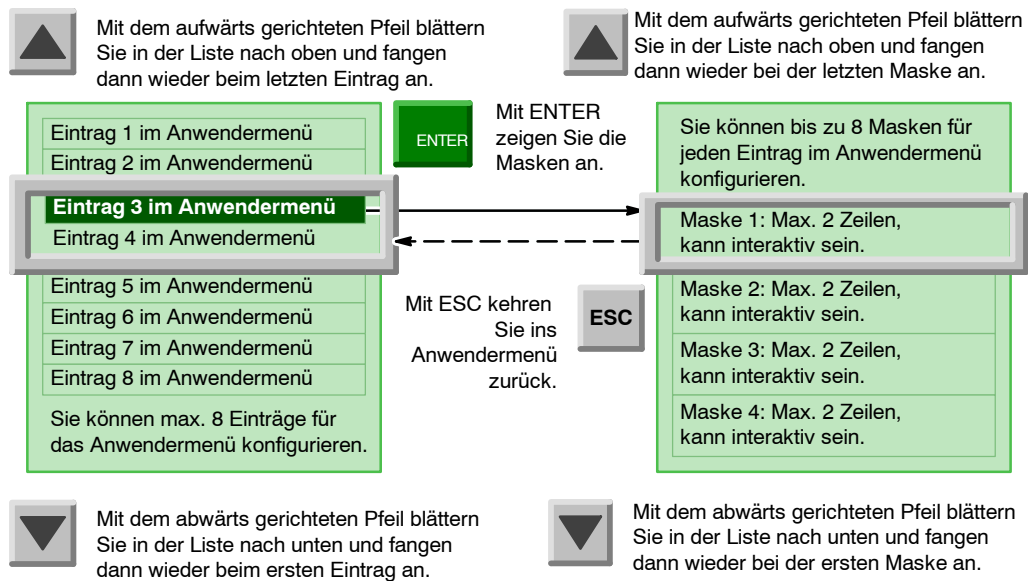 Mit dem aufwärts gerichteten Pfeil blättern
Sie in der Liste nach oben und fangen
dann wieder beim letzten Eintrag an.
Mit dem aufwärts gerichteten Pfeil blättern
Sie in der Liste nach oben und fangen
dann wieder bei der letzten Maske an.
Eintrag 1 im Anwendermenü
Eintrag 2 im Anwendermenü
Eintrag 3 im Anwendermenü
Eintrag 4 im Anwendermenü
Eintrag 5 im Anwendermenü
Eintrag 6 im Anwendermenü
Eintrag 7 im Anwendermenü
Eintrag 8 im Anwendermenü
Sie können max. 8 Einträge für
das Anwendermenü konfigurieren.
ENTER
Mit ENTER
zeigen Sie die
Masken an.
Mit ESC kehren
Sie ins
Anwendermenü
zurück.
ESC
Sie können bis zu 8 Masken für
jeden Eintrag im Anwendermenü
konfigurieren.
Maske 1: Max. 2 Zeilen,
kann interaktiv sein.
Maske 2: Max. 2 Zeilen,
kann interaktiv sein.
Maske 3: Max. 2 Zeilen,
kann interaktiv sein.
Maske 4: Max. 2 Zeilen,
kann interaktiv sein.
Mit dem abwärts gerichteten Pfeil blättern
Sie in der Liste nach unten und fangen
dann wieder beim ersten Eintrag an.
Mit dem abwärts gerichteten Pfeil blättern
Sie in der Liste nach unten und fangen
dann wieder bei der ersten Maske an.